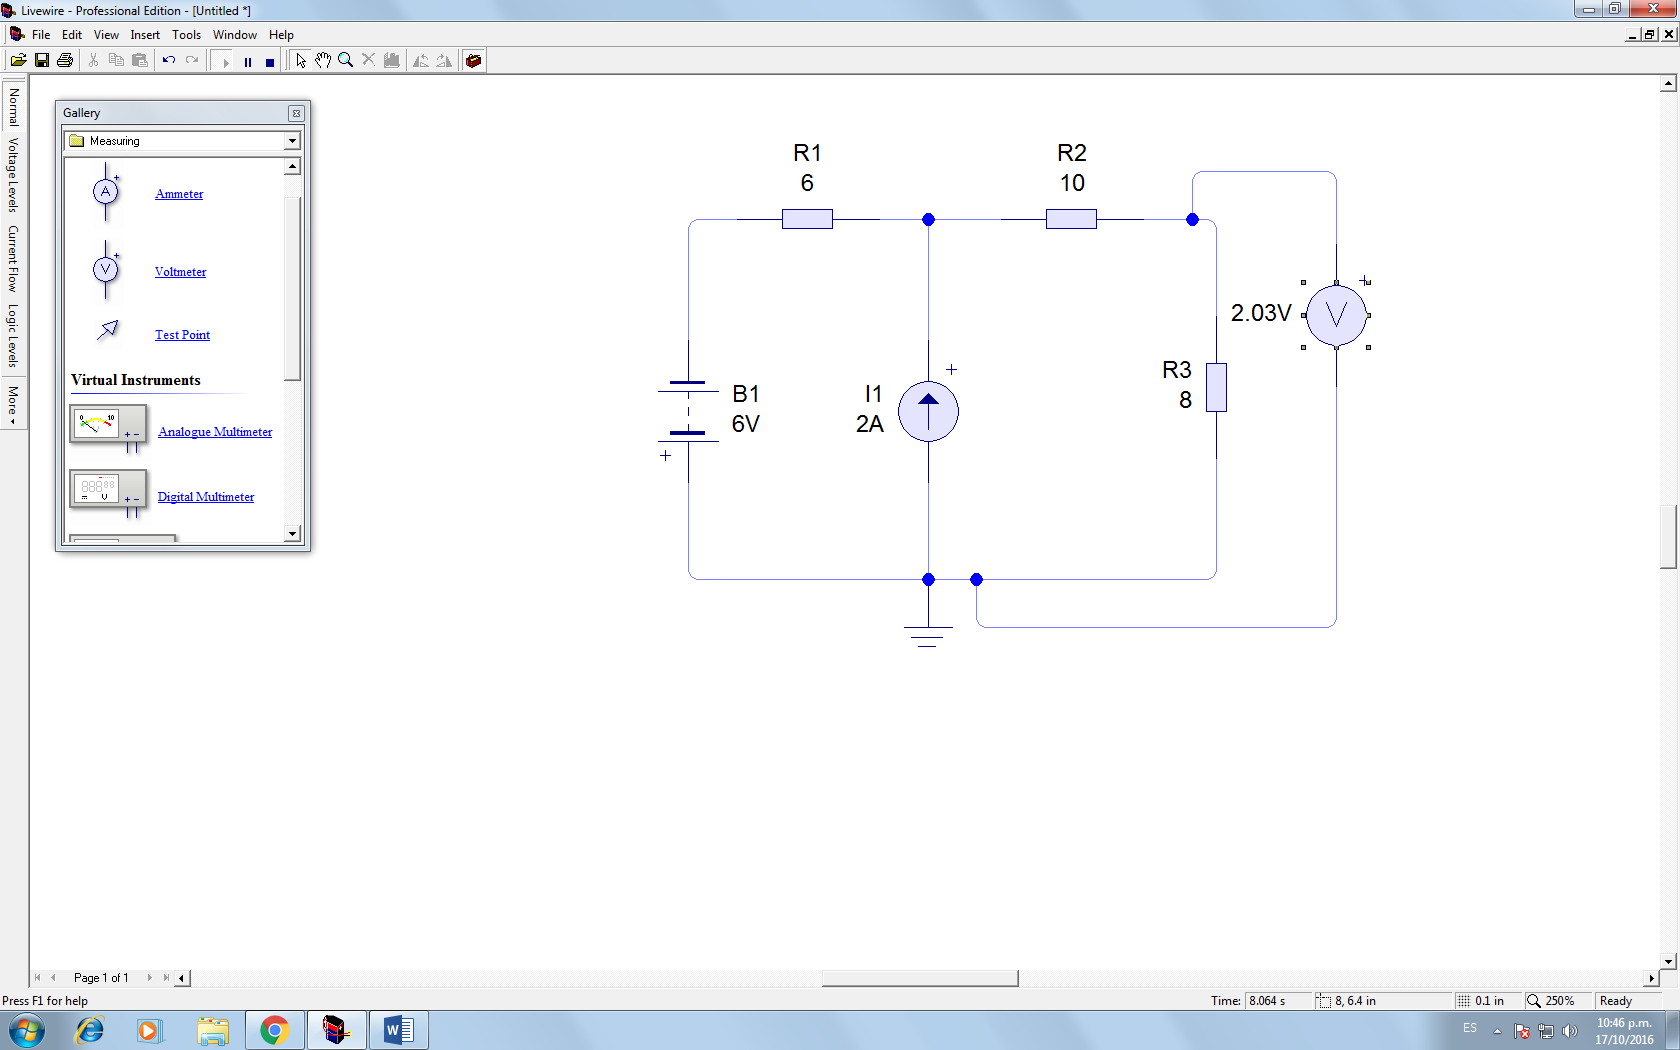 Livewire - Professional Edition - [Untitled *]
File Edit View Insert Tools Window Help
Normal
Voltage Levels
Current Flow
Logic Levels
More
Gallery
Measuring
A
+
Ammeter
V
+
Voltmeter
Test Point
Virtual Instruments
0 10
+ -
Analogue Multimeter
V
+ -
Digital Multimeter
R1
6
R2
10
B1
6V
+
I1
2A
+
R3
8
2.03V
V
+
Page 1 of 1
Press F1 for help
Time: 8.064 s
8, 6.4 in
0.1 in
250%
Ready
W
ES
10:46 p.m.
17/10/2016